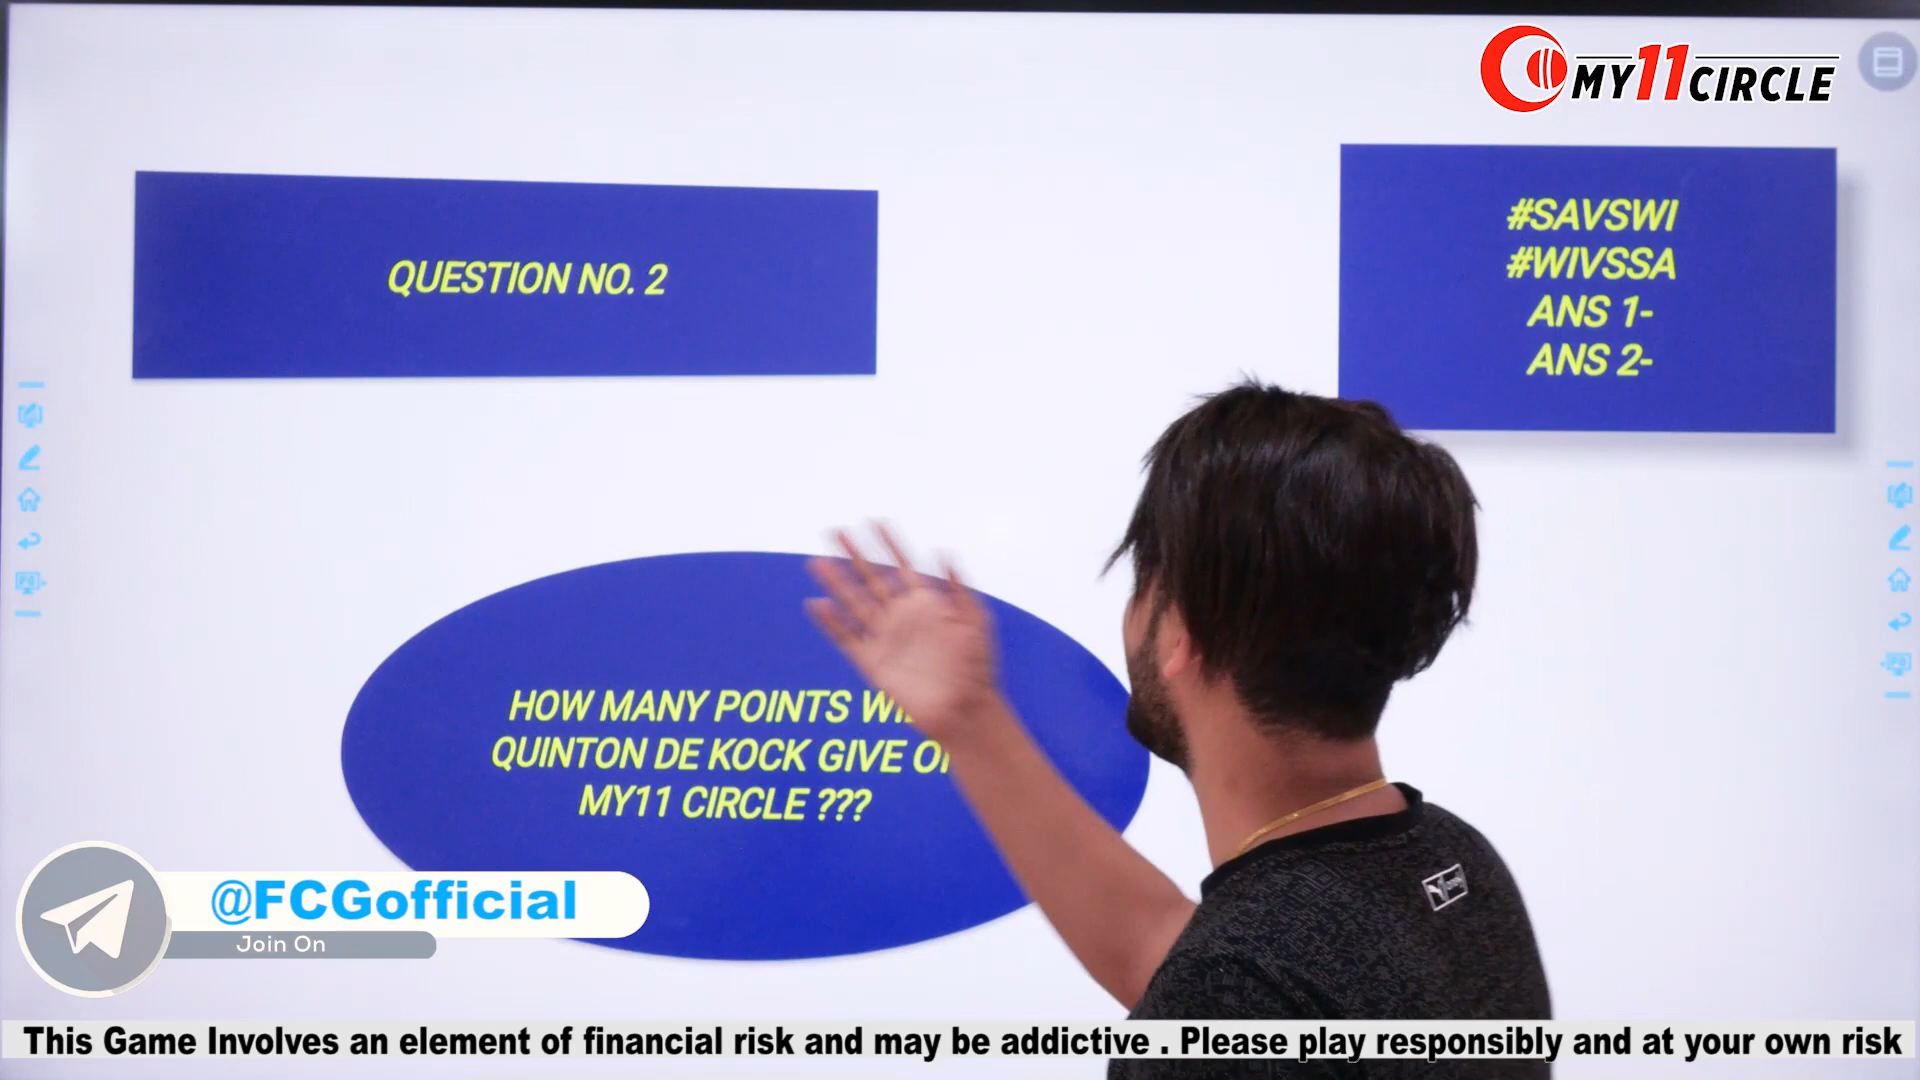 MY11CIRCLE
QUESTION NO. 2
#SAVSWI
#WIVSSA
ANS 1-
ANS 2-
HOW MANY POINTS
QUINTON DE KOCK GIVE
MY11 CIRCLE ???
@FCGofficial
Join On
This Game Involves an element of financial risk and may be addictive . Please play responsibly and at your own risk